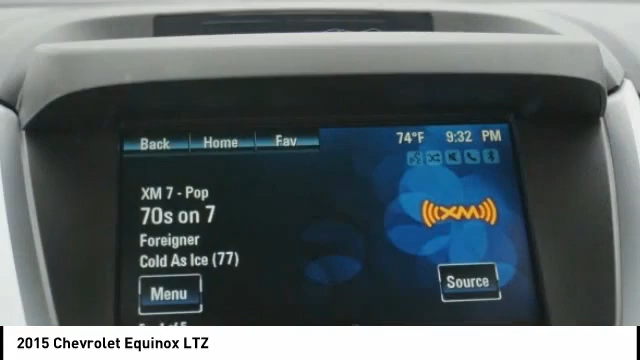 Back Home Fav 74°F 9:32 PM
XM 7 - Pop
70s on 7
Foreigner
Cold As Ice (77)
XM
Menu Source
2015 Chevrolet Equinox LTZ